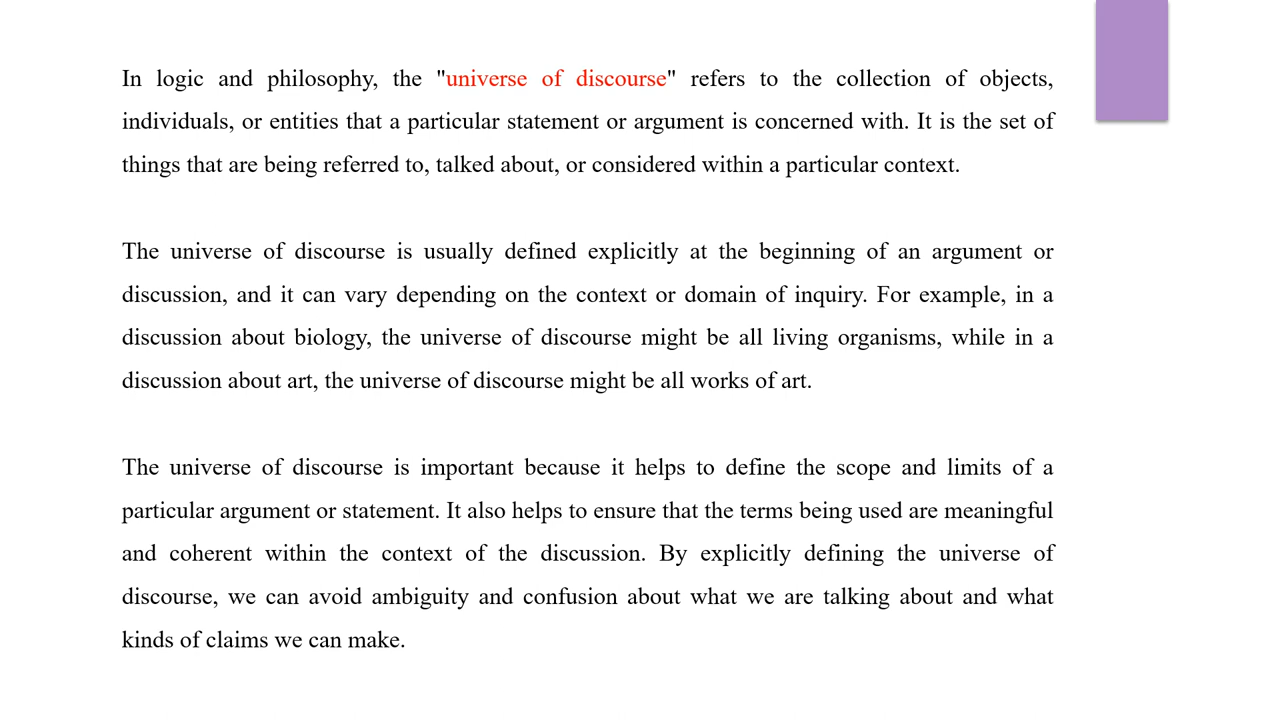 In logic and philosophy, the "universe of discourse" refers to the collection of objects,
individuals, or entities that a particular statement or argument is concerned with. It is the set of
things that are being referred to, talked about, or considered within a particular context.
The universe of discourse is usually defined explicitly at the beginning of an argument or
discussion, and it can vary depending on the context or domain of inquiry. For example, in a
discussion about biology, the universe of discourse might be all living organisms, while in a
discussion about art, the universe of discourse might be all works of art.
The universe of discourse is important because it helps to define the scope and limits of a
particular argument or statement. It also helps to ensure that the terms being used are meaningful
and coherent within the context of the discussion. By explicitly defining the universe of
discourse, we can avoid ambiguity and confusion about what we are talking about and what
kinds of claims we can make.